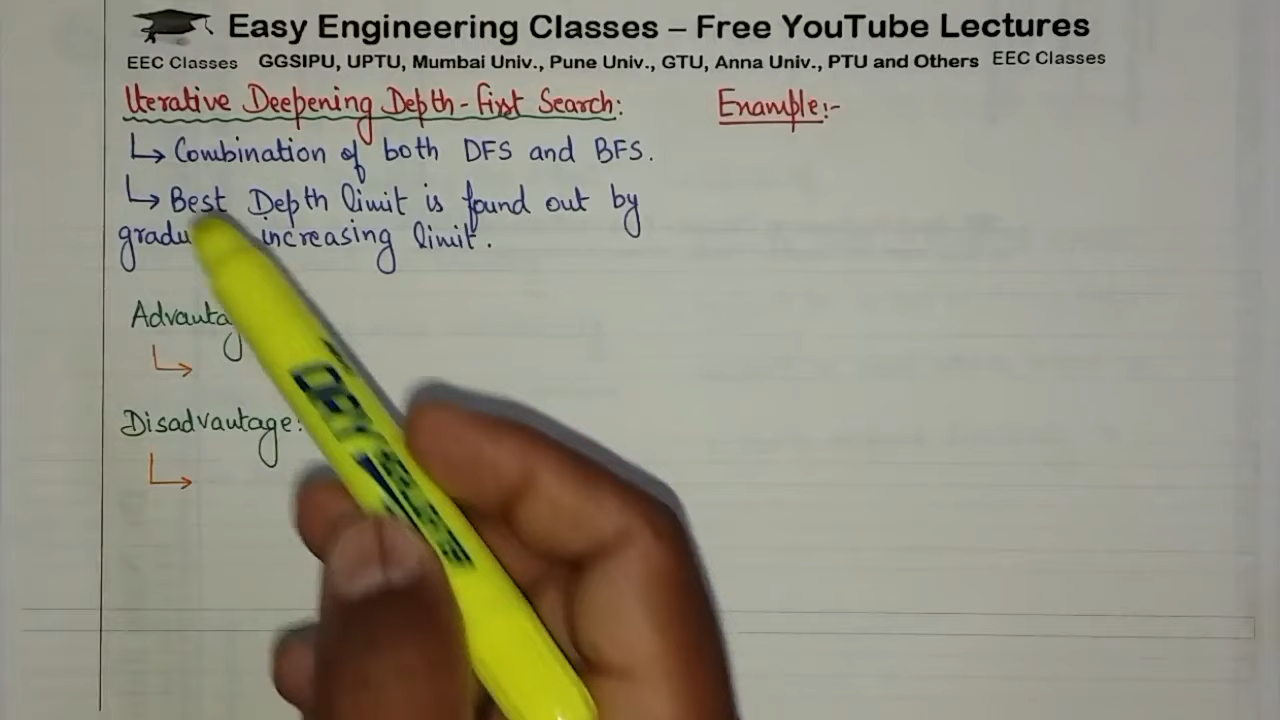 Easy Engineering Classes – Free YouTube Lectures
EEC Classes GGSIPU, UPTU, Mumbai Univ., Pune Univ., GTU, Anna Univ., PTU and Others EEC Classes
Iterative Deepening Depth-First Search:
Combination of both DFS and BFS.
Best Depth limit is found out by
increasing limit.
Disadvantage:
Example:-